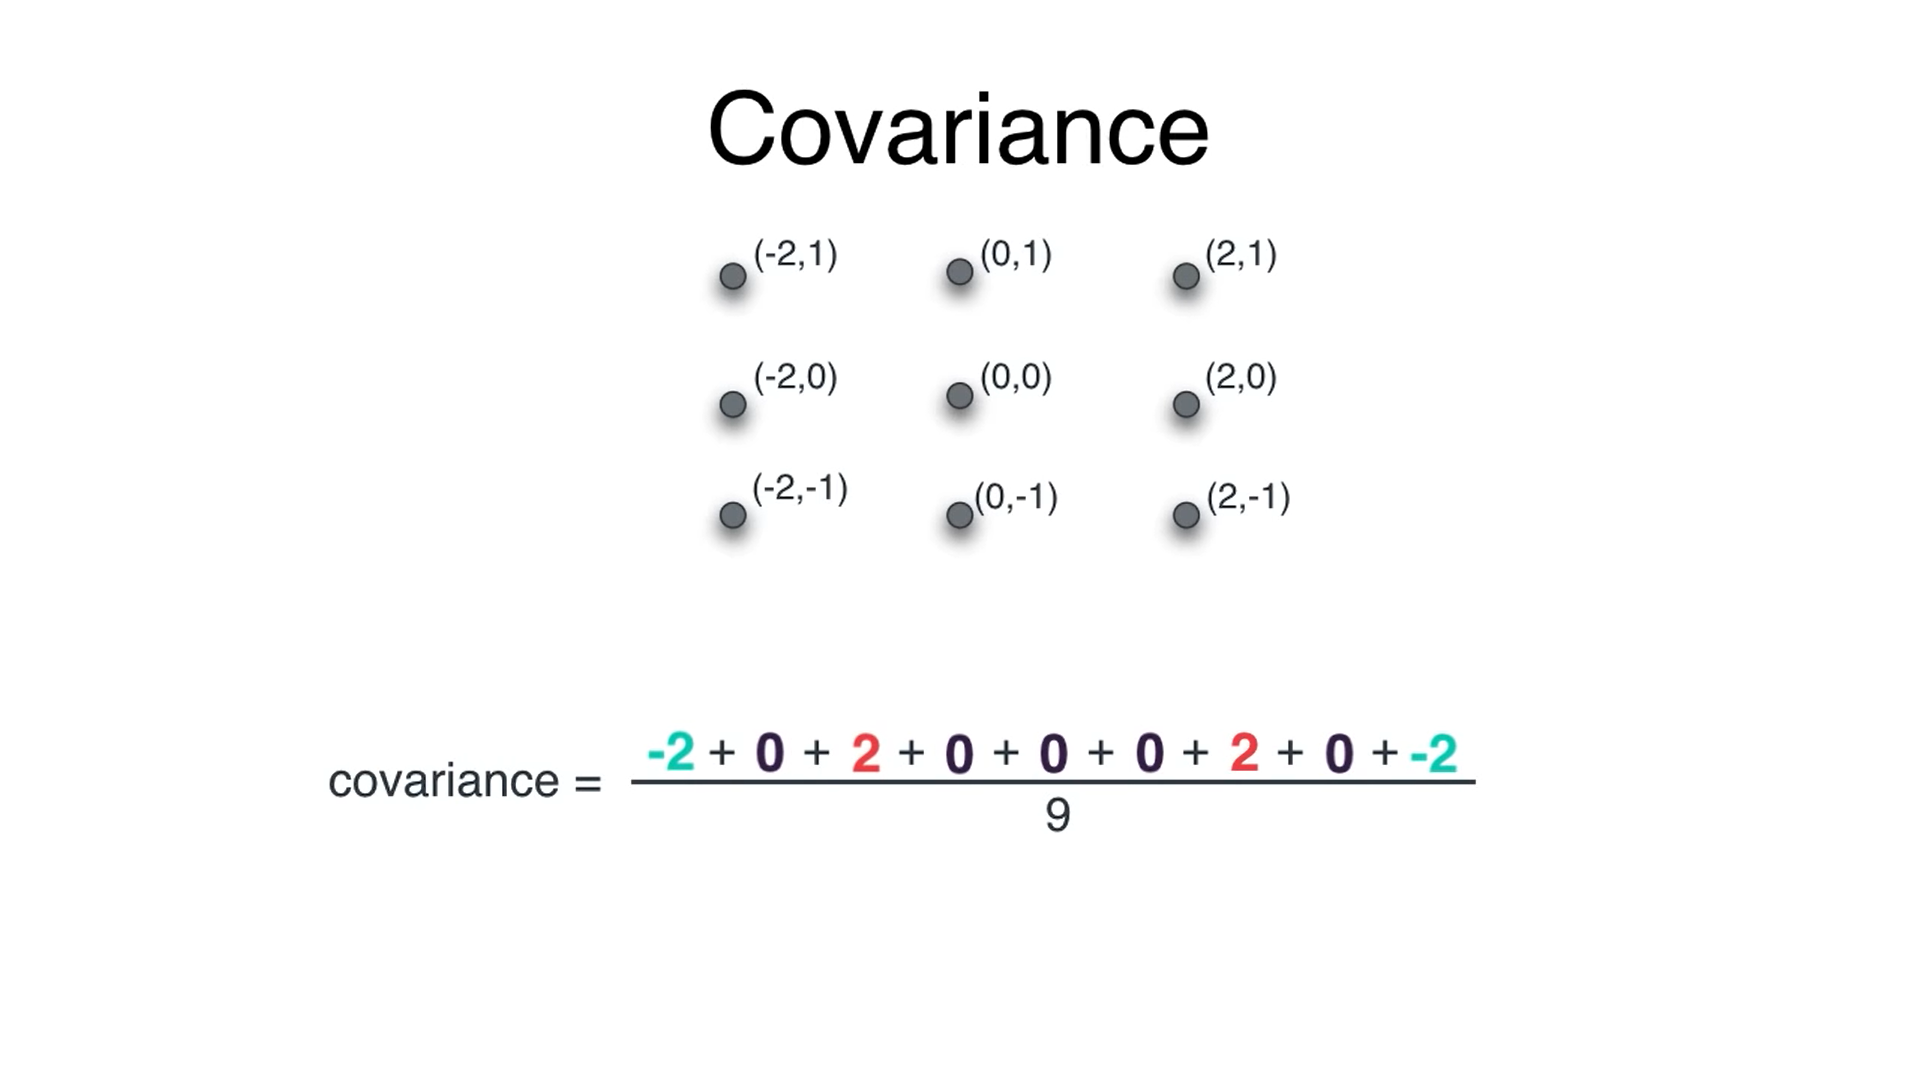 Covariance
(-2,1) (0,1) (2,1)
(-2,0) (0,0) (2,0)
(-2,-1) (0,-1) (2,-1)
covariance = -2 + 0 + 2 + 0 + 0 + 0 + 2 + 0 + -2
9